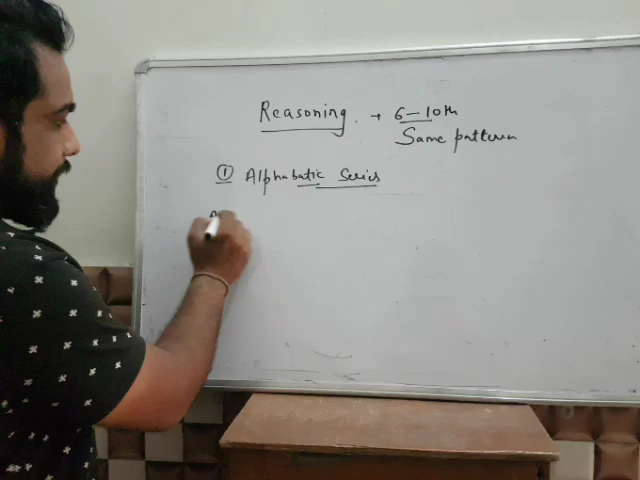 Reasoning. → 6-10th
Same pattern
① Alphabatic Series